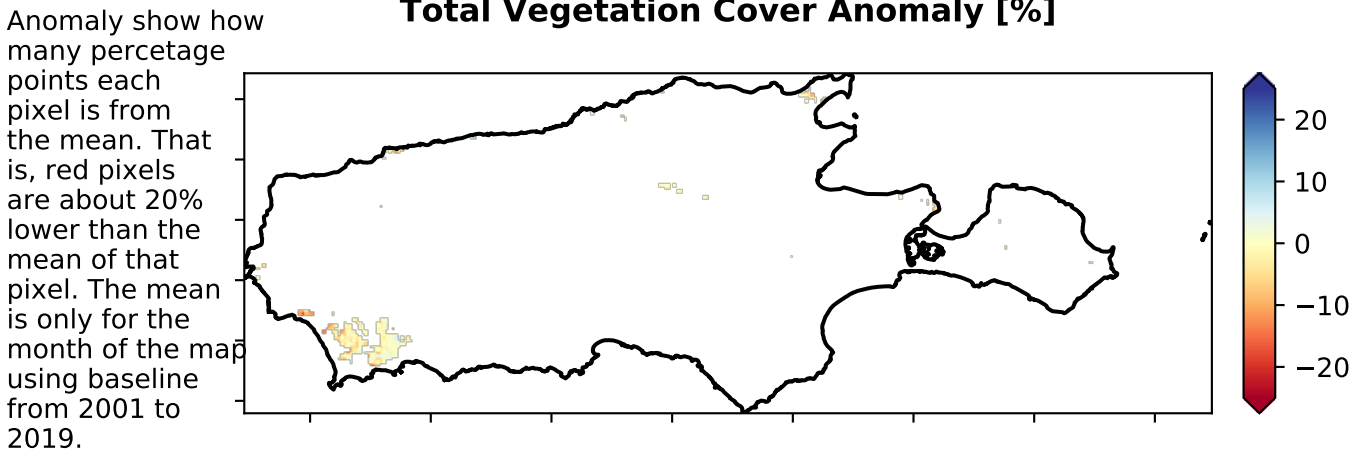 Total Vegetation Cover Anomaly [%]
Anomaly show how
many percetage
points each
pixel is from
the mean. That
is, red pixels
are about 20%
lower than the
mean of that
pixel. The mean
is only for the
month of the map
using baseline
from 2001 to
2019.
20
10
0
−10
−20